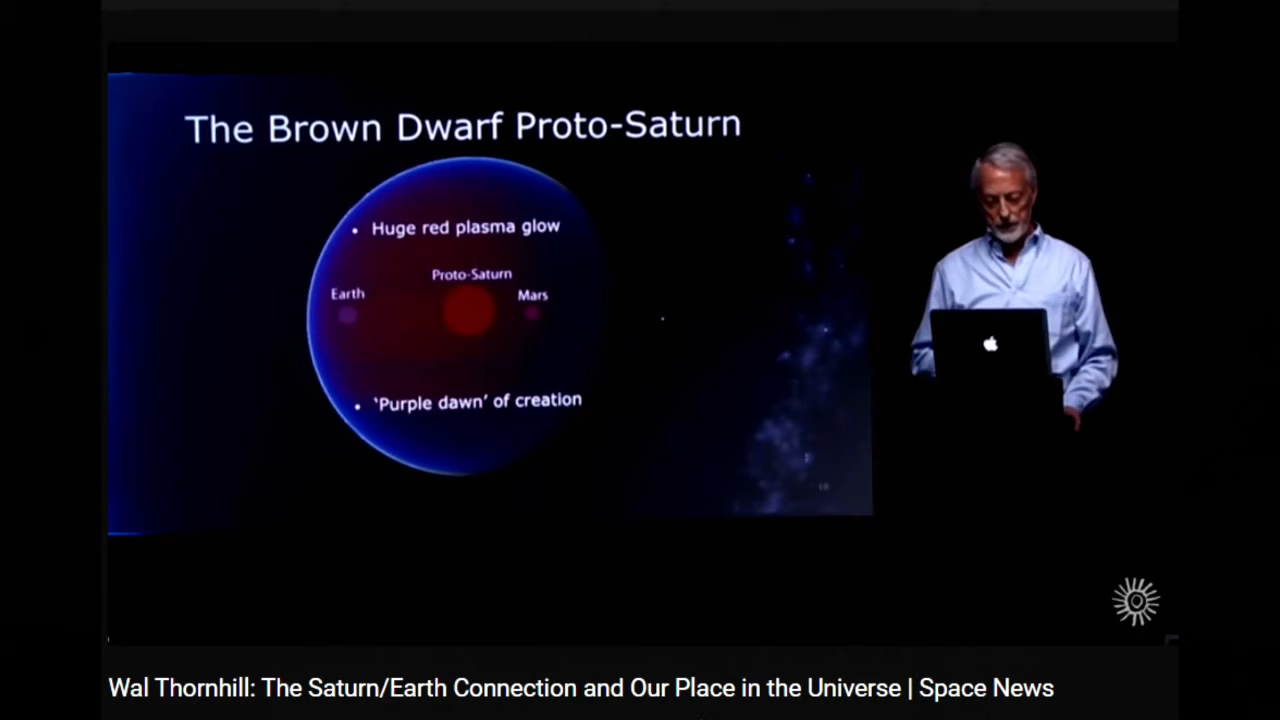 The Brown Dwarf Proto-Saturn
• Huge red plasma glow
Proto-Saturn
Earth
Mars
• ‘Purple dawn’ of creation
Wal Thornhill: The Saturn/Earth Connection and Our Place in the Universe | Space News